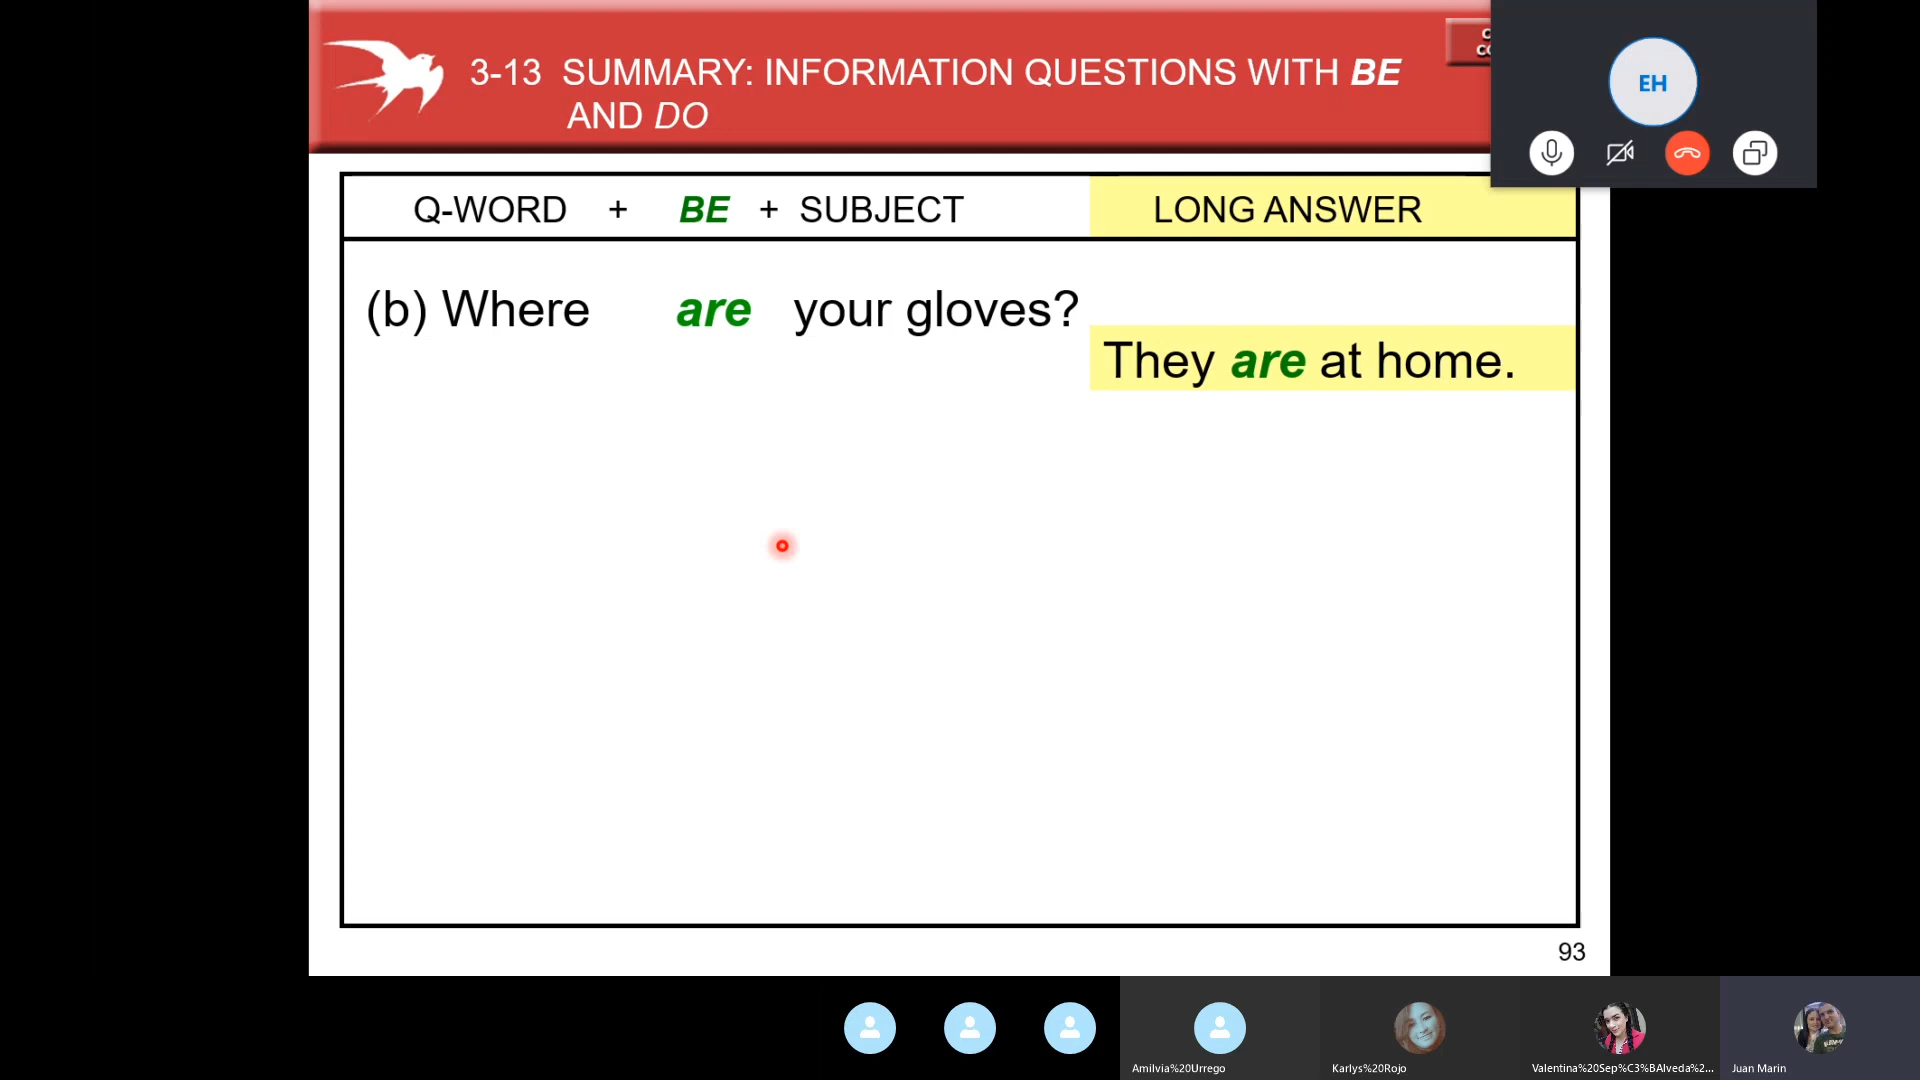 3-13 SUMMARY: INFORMATION QUESTIONS WITH BE
AND DO
EH
Q-WORD + BE + SUBJECT LONG ANSWER
(b) Where are your gloves?
They are at home.
93
Amilvia%20Urrego Karlys%20Rojo Valentina%20Sep%C3%BAlveda%2... Juan Marin